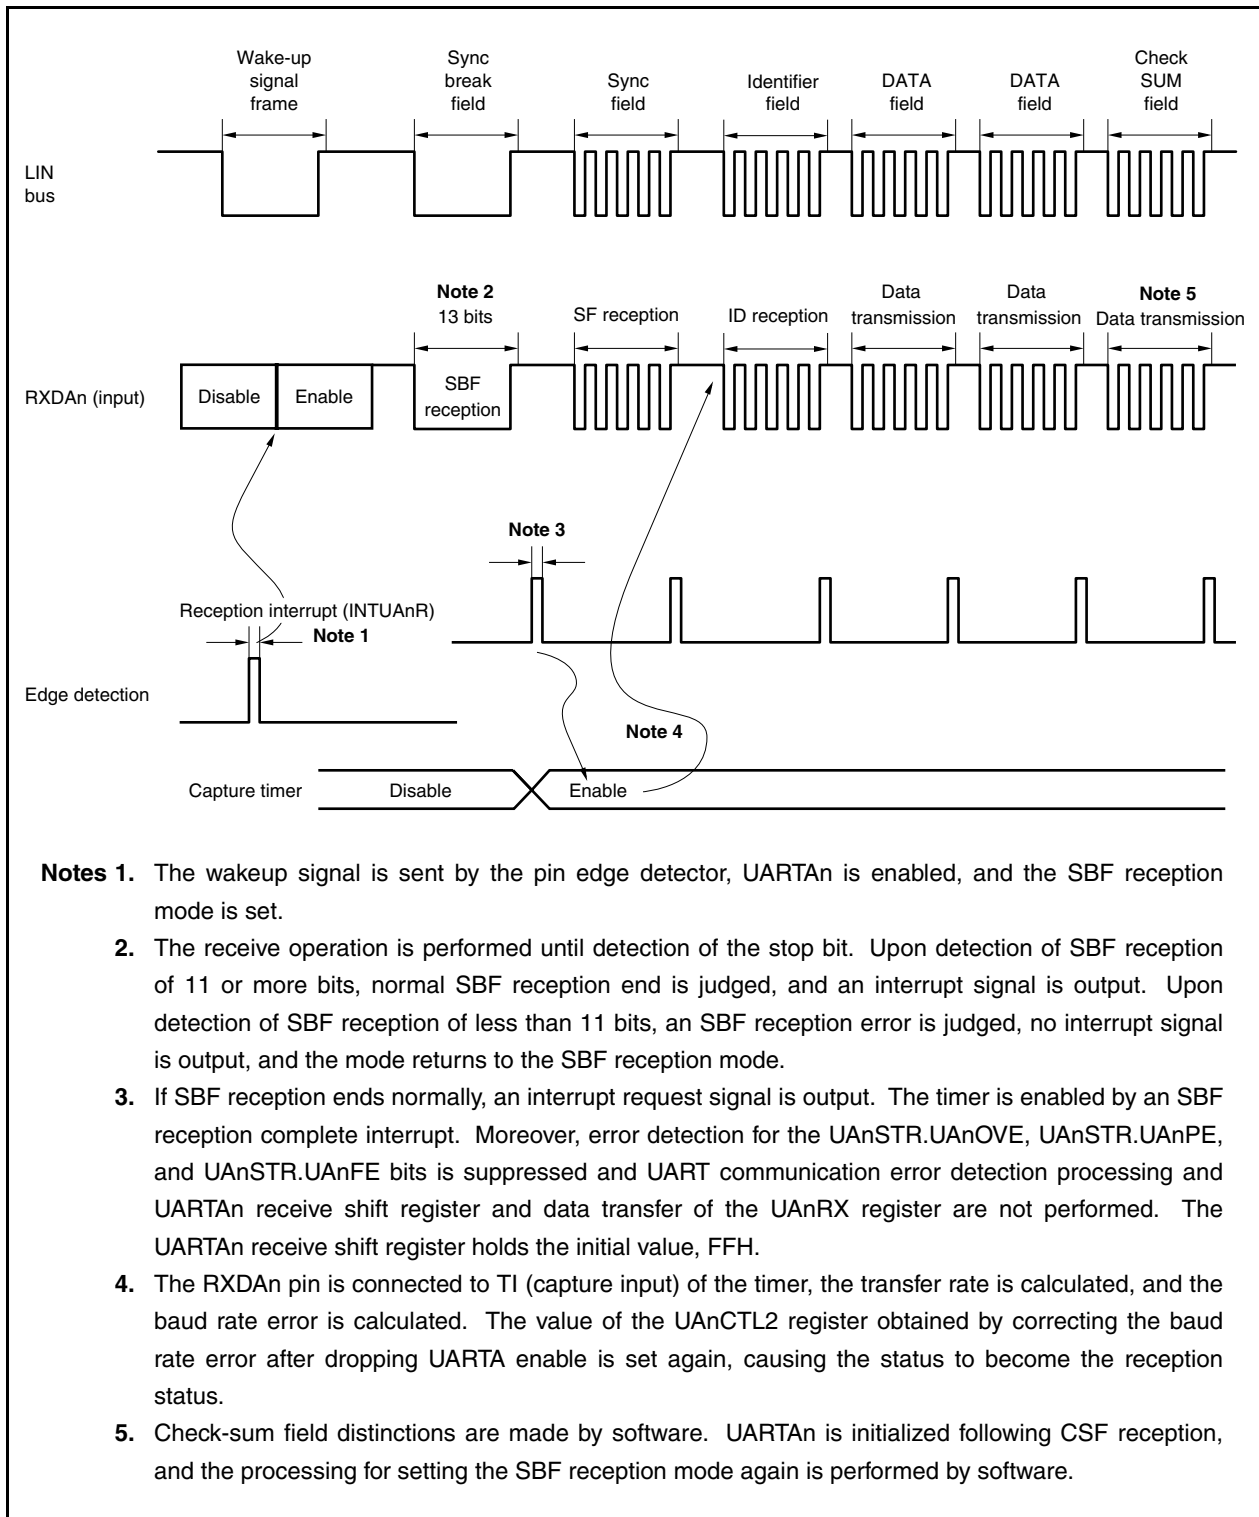 Wake-up
signal
frame
Sync
break
field
Sync
field
Identifier
field
DATA
field
DATA
field
Check
SUM
field
LIN
bus
Note 2
13 bits
SF reception
ID reception
Data
transmission
Data
transmission
Note 5
Data transmission
RXDAn (input)
Disable
Enable
SBF
reception
Note 3
Reception interrupt (INTUAnR)
Note 1
Edge detection
Note 4
Capture timer
Disable
Enable
Notes 1. The wakeup signal is sent by the pin edge detector, UARTAn is enabled, and the SBF reception
mode is set.
2. The receive operation is performed until detection of the stop bit. Upon detection of SBF reception
of 11 or more bits, normal SBF reception end is judged, and an interrupt signal is output. Upon
detection of SBF reception of less than 11 bits, an SBF reception error is judged, no interrupt signal
is output, and the mode returns to the SBF reception mode.
3. If SBF reception ends normally, an interrupt request signal is output. The timer is enabled by an SBF
reception complete interrupt. Moreover, error detection for the UAnSTR.UAnOVE, UAnSTR.UAnPE,
and UAnSTR.UAnFE bits is suppressed and UART communication error detection processing and
UARTAn receive shift register and data transfer of the UAnRX register are not performed. The
UARTAn receive shift register holds the initial value, FFH.
4. The RXDAn pin is connected to TI (capture input) of the timer, the transfer rate is calculated, and the
baud rate error is calculated. The value of the UAnCTL2 register obtained by correcting the baud
rate error after dropping UARTA enable is set again, causing the status to become the reception
status.
5. Check-sum field distinctions are made by software. UARTAn is initialized following CSF reception,
and the processing for setting the SBF reception mode again is performed by software.